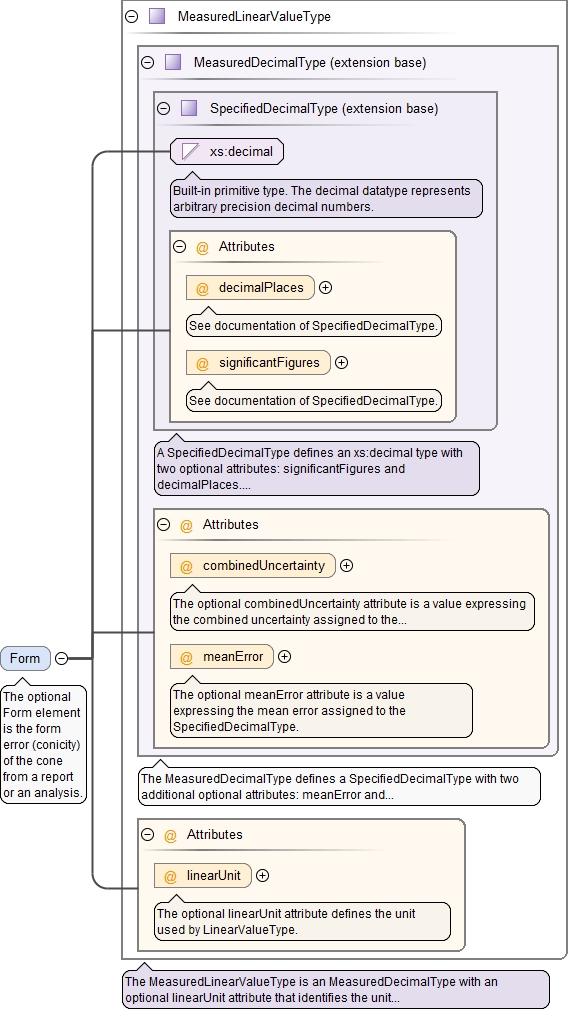 MeasuredLinearValueType
MeasuredDecimalType (extension base)
SpecifiedDecimalType (extension base)
xs:decimal
Built-in primitive type. The decimal datatype represents
arbitrary precision decimal numbers.
@ Attributes
@ decimalPlaces
See documentation of SpecifiedDecimalType.
@ significantFigures
See documentation of SpecifiedDecimalType.
A SpecifiedDecimalType defines an xs:decimal type with
two optional attributes: significantFigures and
decimalPlaces....
@ Attributes
@ combinedUncertainty
The optional combinedUncertainty attribute is a value expressing
the combined uncertainty assigned to the...
@ meanError
The optional meanError attribute is a value
expressing the mean error assigned to the
SpecifiedDecimalType.
Form
The optional
Form element
is the form
error (conicity)
of the cone
from a report
or an analysis.
The MeasuredDecimalType defines a SpecifiedDecimalType with two
additional optional attributes: meanError and...
@ Attributes
@ linearUnit
The optional linearUnit attribute defines the unit
used by LinearValueType.
The MeasuredLinearValueType is an MeasuredDecimalType with an
optional linearUnit attribute that identifies the unit...